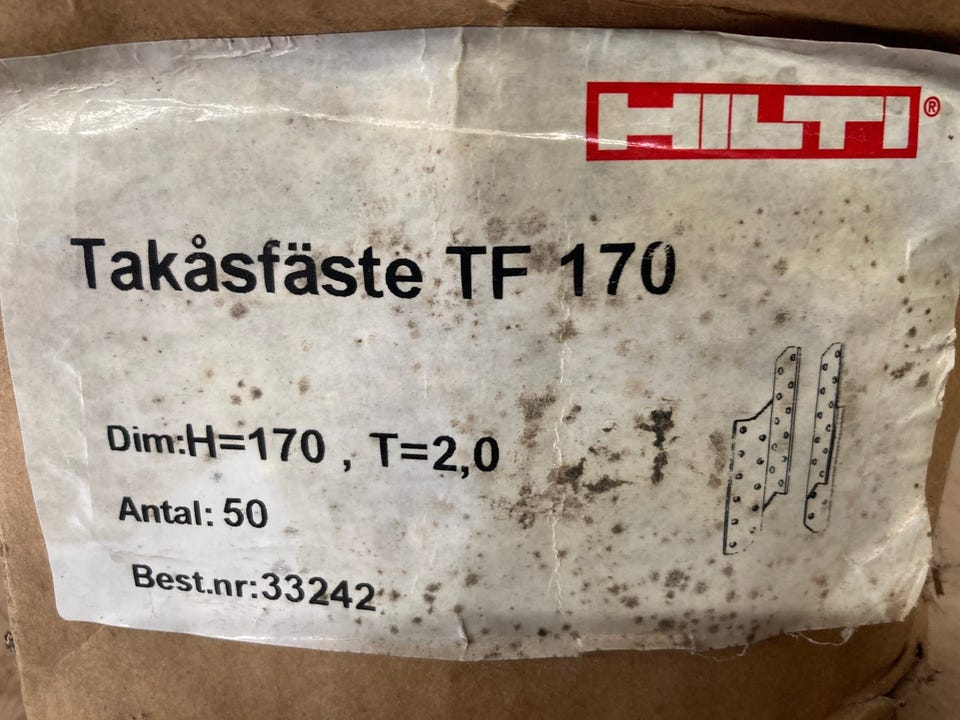 HILTI®
Takåsfäste TF 170
Dim:H=170 , T=2,0
Antal: 50
Best.nr:33242